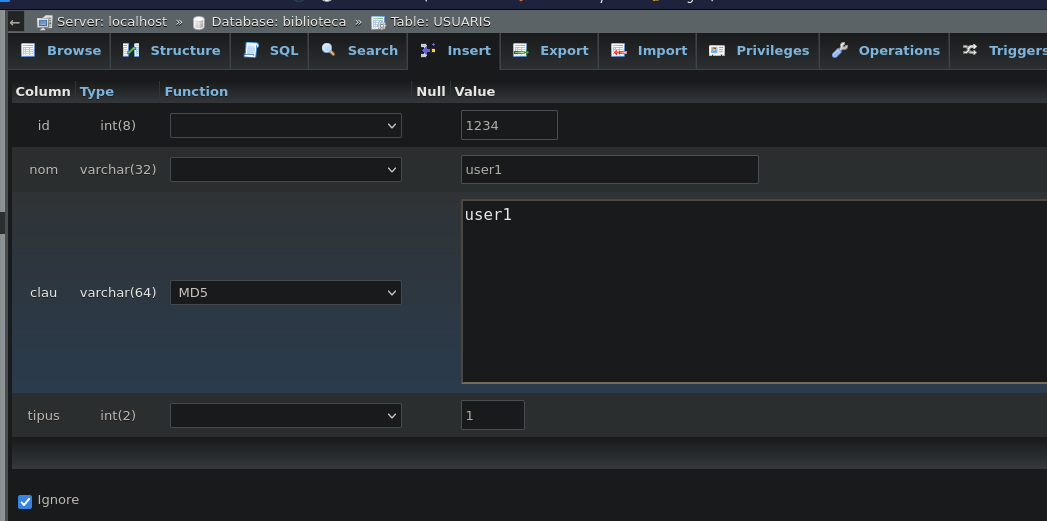 ← Server: localhost » Database: biblioteca » Table: USUARIS
Browse Structure SQL Search Insert Export Import Privileges Operations Triggers
Column Type Function Null Value
id int(8) 1234
nom varchar(32) user1
user1
clau varchar(64) MD5
tipus int(2) 1
Ignore